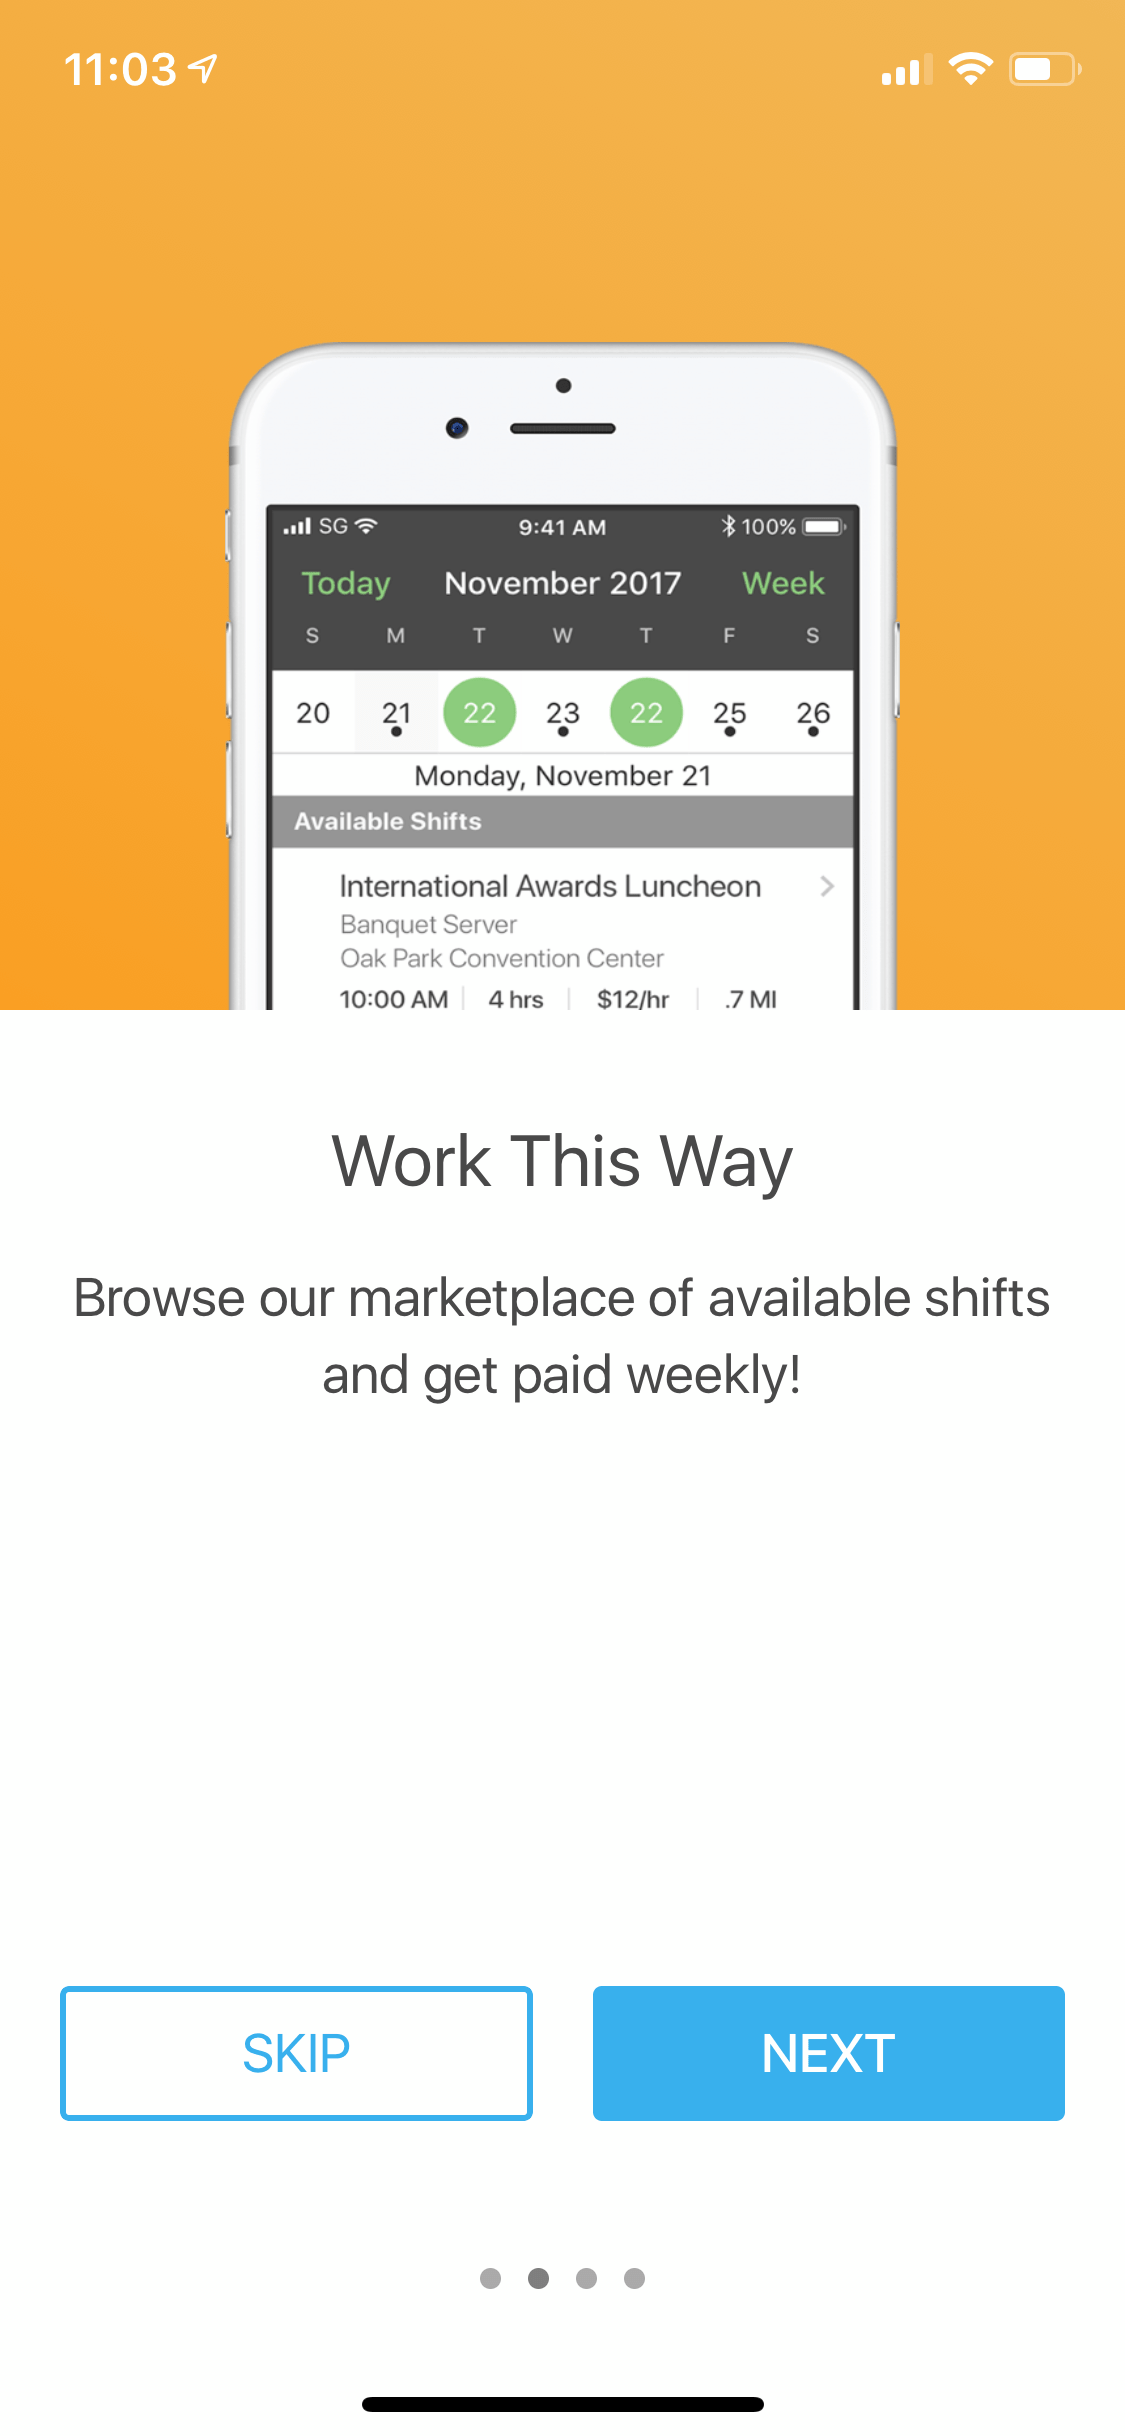 11:03
SG 9:41 AM 100%
Today November 2017 Week
S M T W T F S
20 21 22 23 22 25 26
Monday, November 21
Available Shifts
International Awards Luncheon
Banquet Server
Oak Park Convention Center
10:00 AM 4 hrs $12/hr .7 MI
Work This Way
Browse our marketplace of available shifts
and get paid weekly!
SKIP NEXT